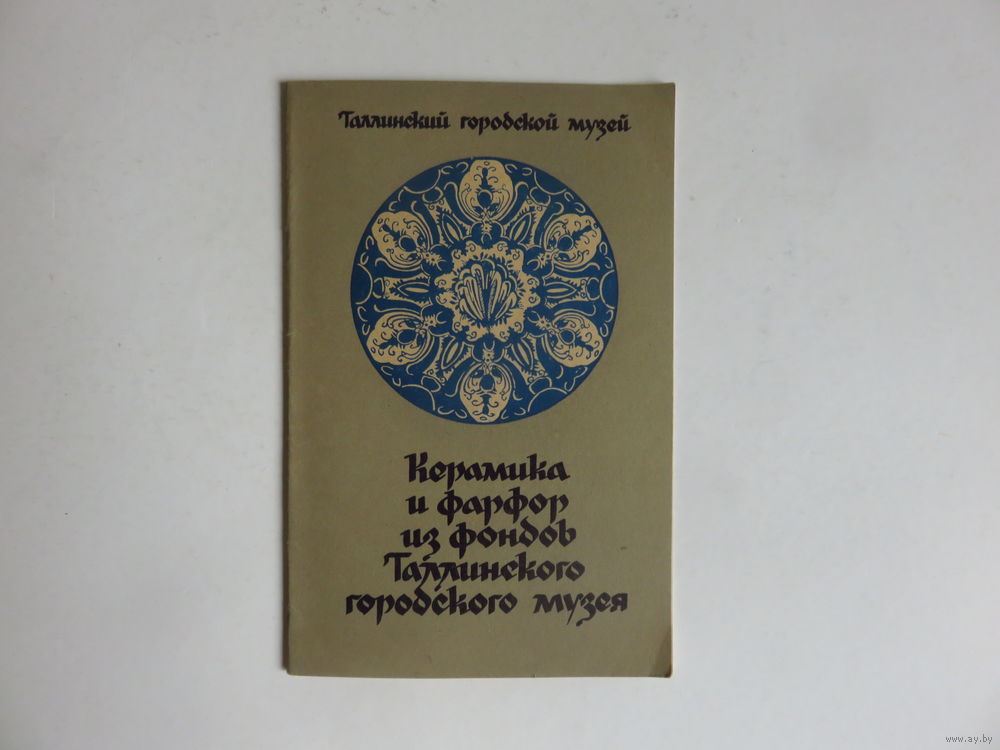 Таллинский городской музей
Керамика
и фарфор
из фондов
Таллинского
городского музея
www.ay.by